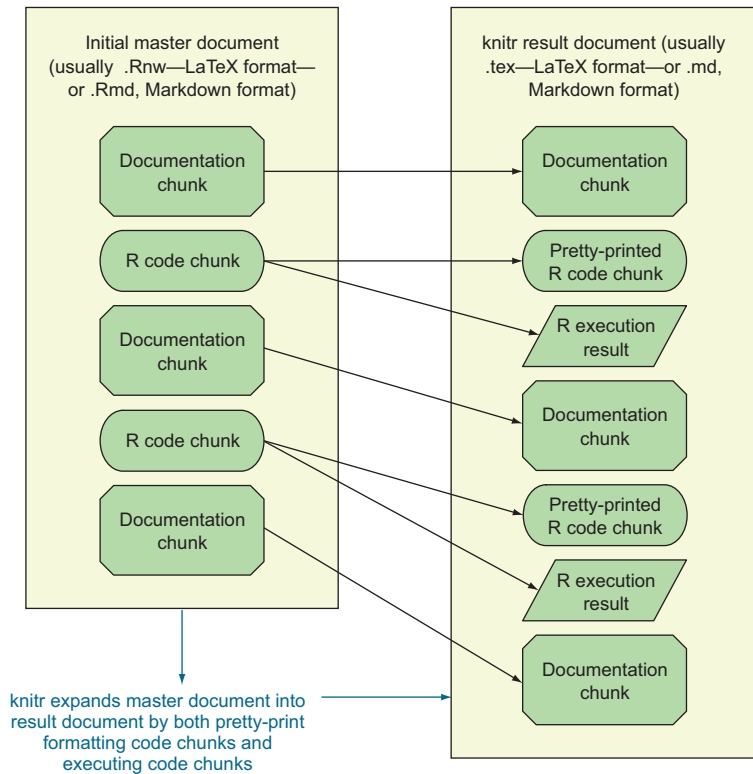 Initial master document
(usually .Rnw—LaTeX format—
or .Rmd, Markdown format)
Documentation
chunk
R code chunk
Documentation
chunk
R code chunk
Documentation
chunk
knitr result document (usually
.tex—LaTeX format—or .md,
Markdown format)
Documentation
chunk
Pretty-printed
R code chunk
R execution
result
Documentation
chunk
Pretty-printed
R code chunk
R execution
result
Documentation
chunk
knitr expands master document into
result document by both pretty-print
formatting code chunks and
executing code chunks